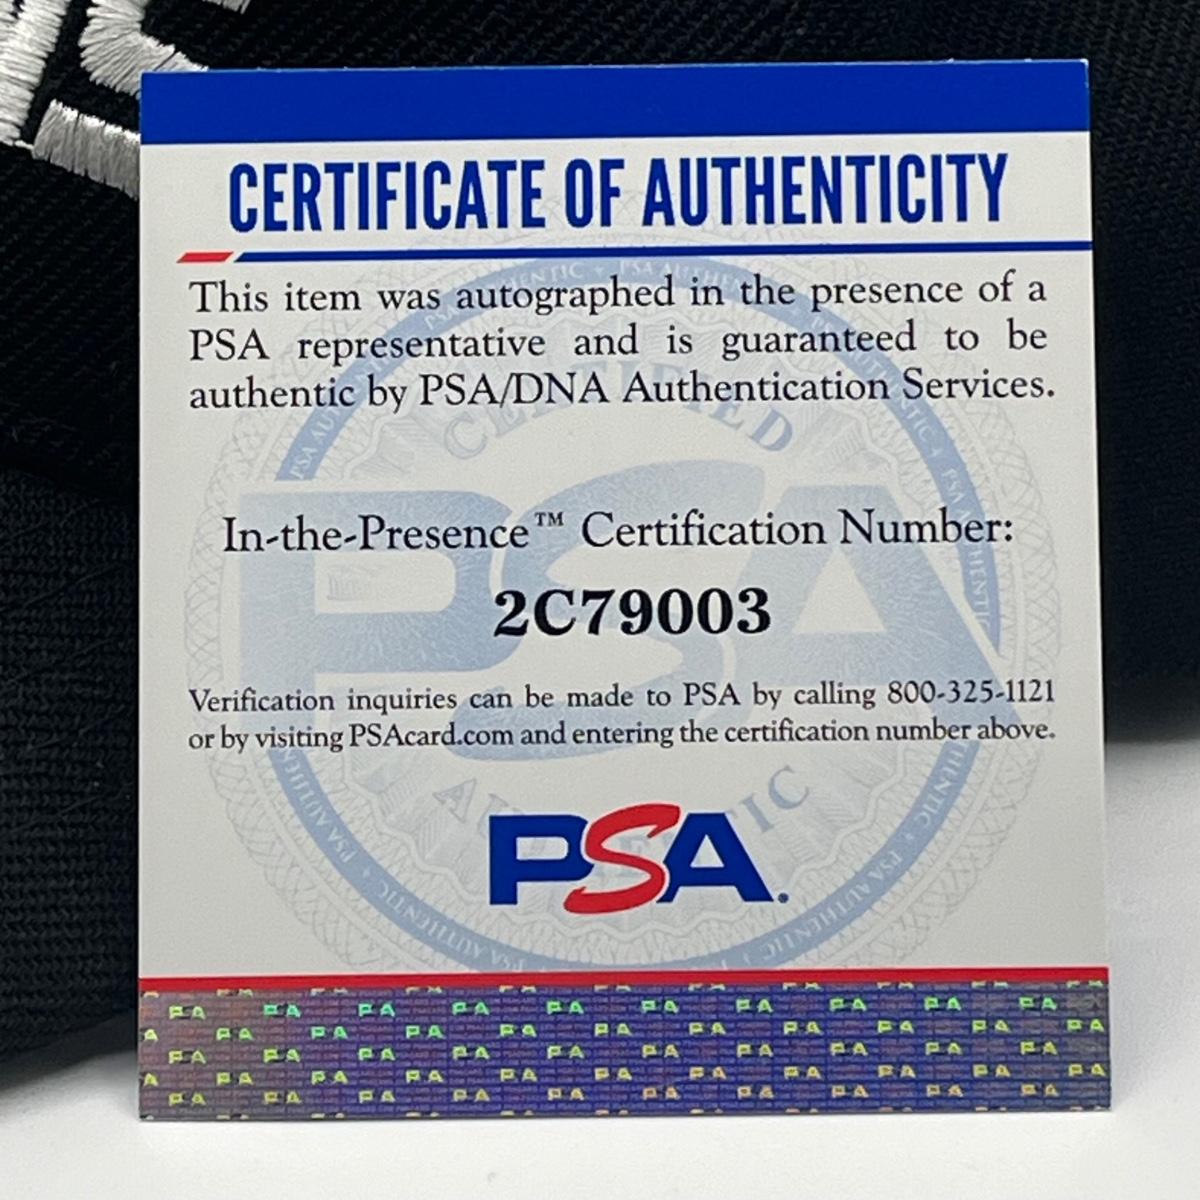 CERTIFICATE OF AUTHENTICITY
This item was autographed in the presence of a
PSA representative and is guaranteed to be
authentic by PSA/DNA Authentication Services.
In-the-Presence™ Certification Number:
2C79003
Verification inquiries can be made to PSA by calling 800-325-1121
or by visiting PSAcard.com and entering the certification number above.
PSA.